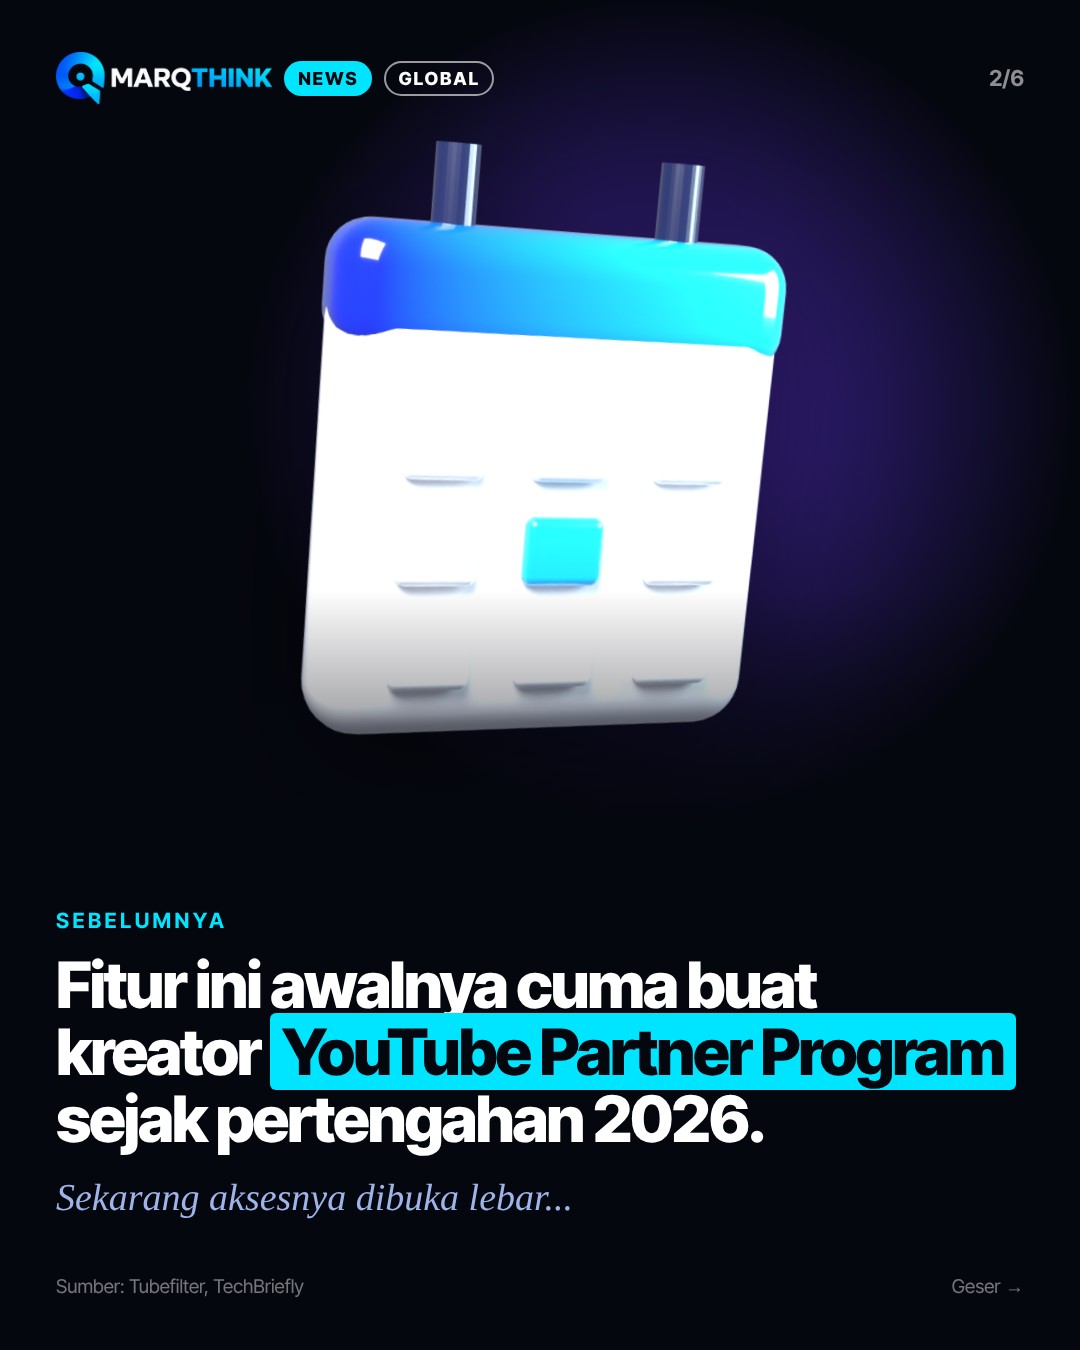 MARQTHINK NEWS GLOBAL 2/6
SEBELUMNYA
Fitur ini awalnya cuma buat
kreator YouTube Partner Program
sejak pertengahan 2026.
Sekarang aksesnya dibuka lebar...
Sumber: Tubefilter, TechBriefly
Geser →